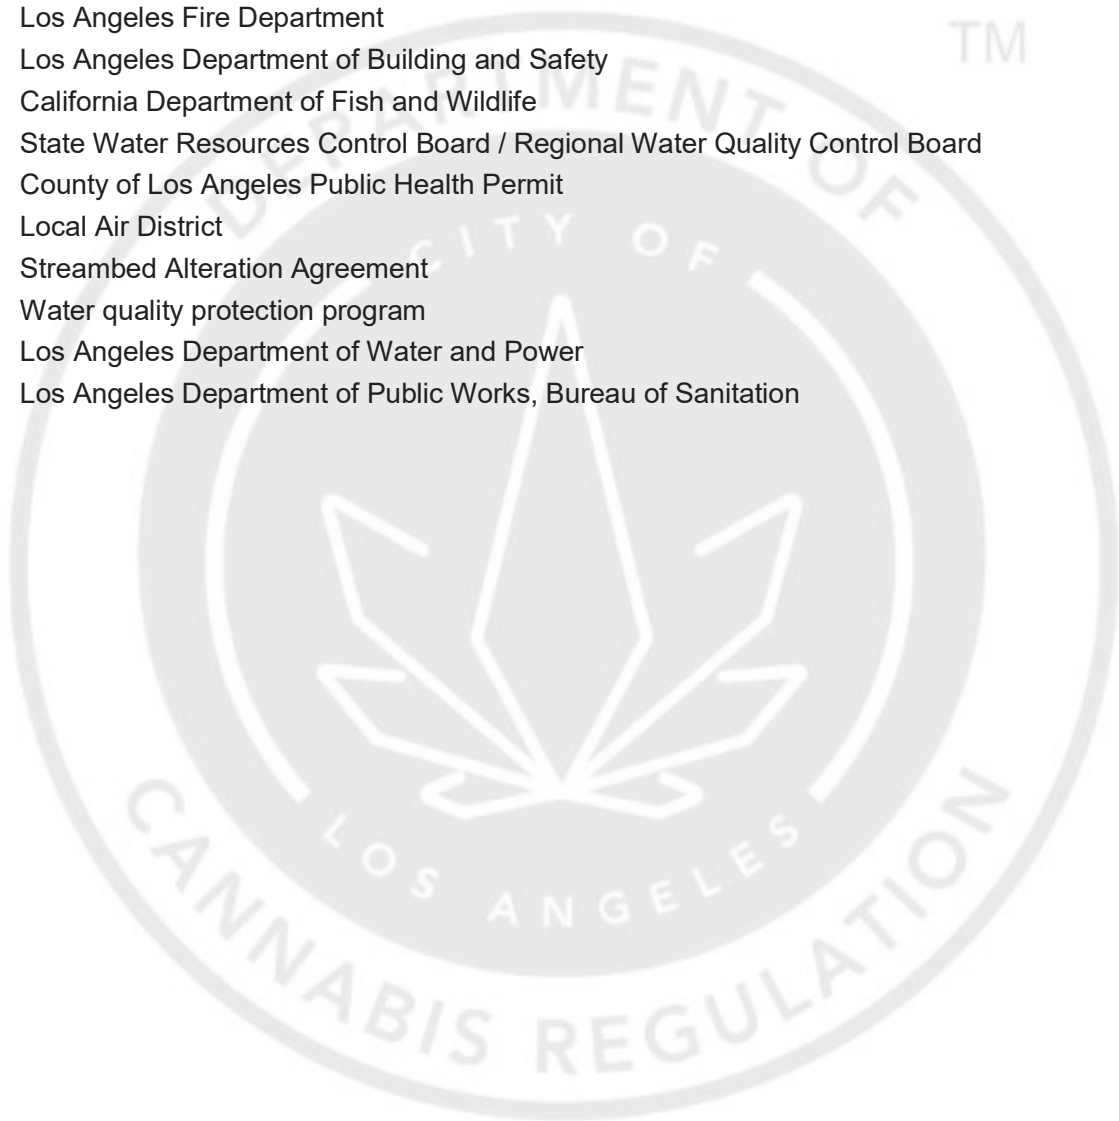 Los Angeles Fire Department
Los Angeles Department of Building and Safety
California Department of Fish and Wildlife
State Water Resources Control Board / Regional Water Quality Control Board
County of Los Angeles Public Health Permit
Local Air District
Streambed Alteration Agreement
Water quality protection program
Los Angeles Department of Water and Power
Los Angeles Department of Public Works, Bureau of Sanitation
TM
DEPARTMENT OF
CITY OF
LOS ANGELES
CANNABIS REGULATION